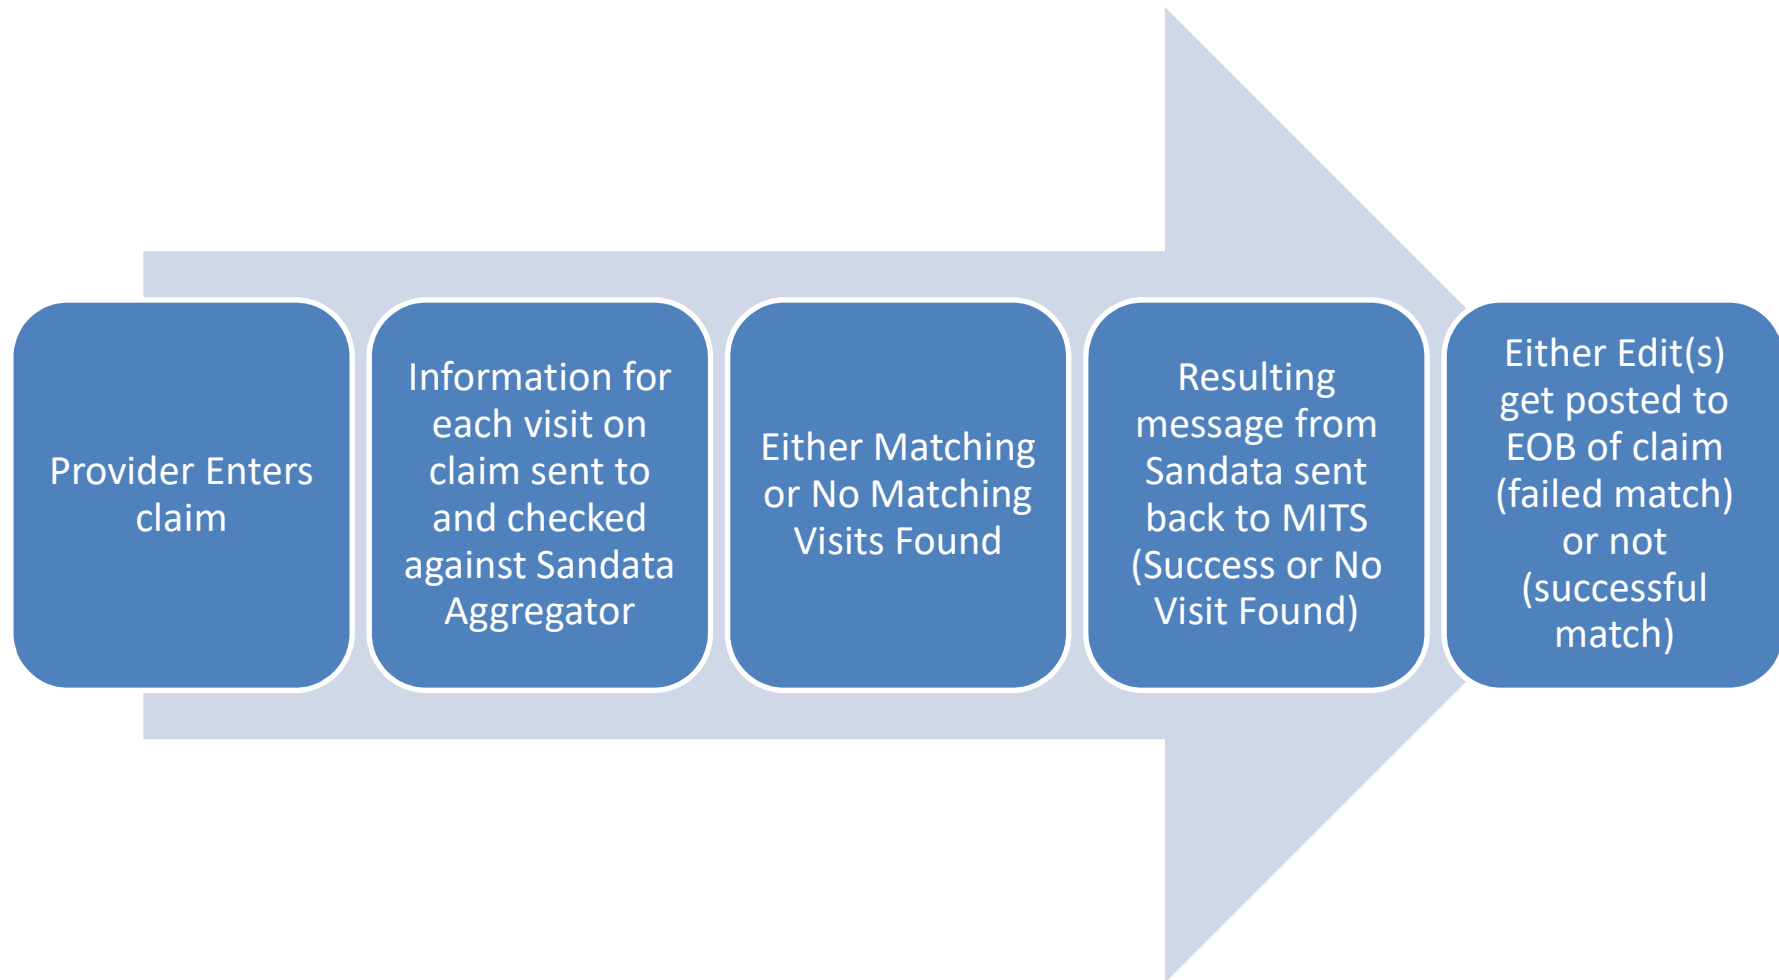 Provider Enters
claim
Information for
each visit on
claim sent to
and checked
against Sandata
Aggregator
Either Matching
or No Matching
Visits Found
Resulting
message from
Sandata sent
back to MITS
(Success or No
Visit Found)
Either Edit(s)
get posted to
EOB of claim
(failed match)
or not
(successful
match)